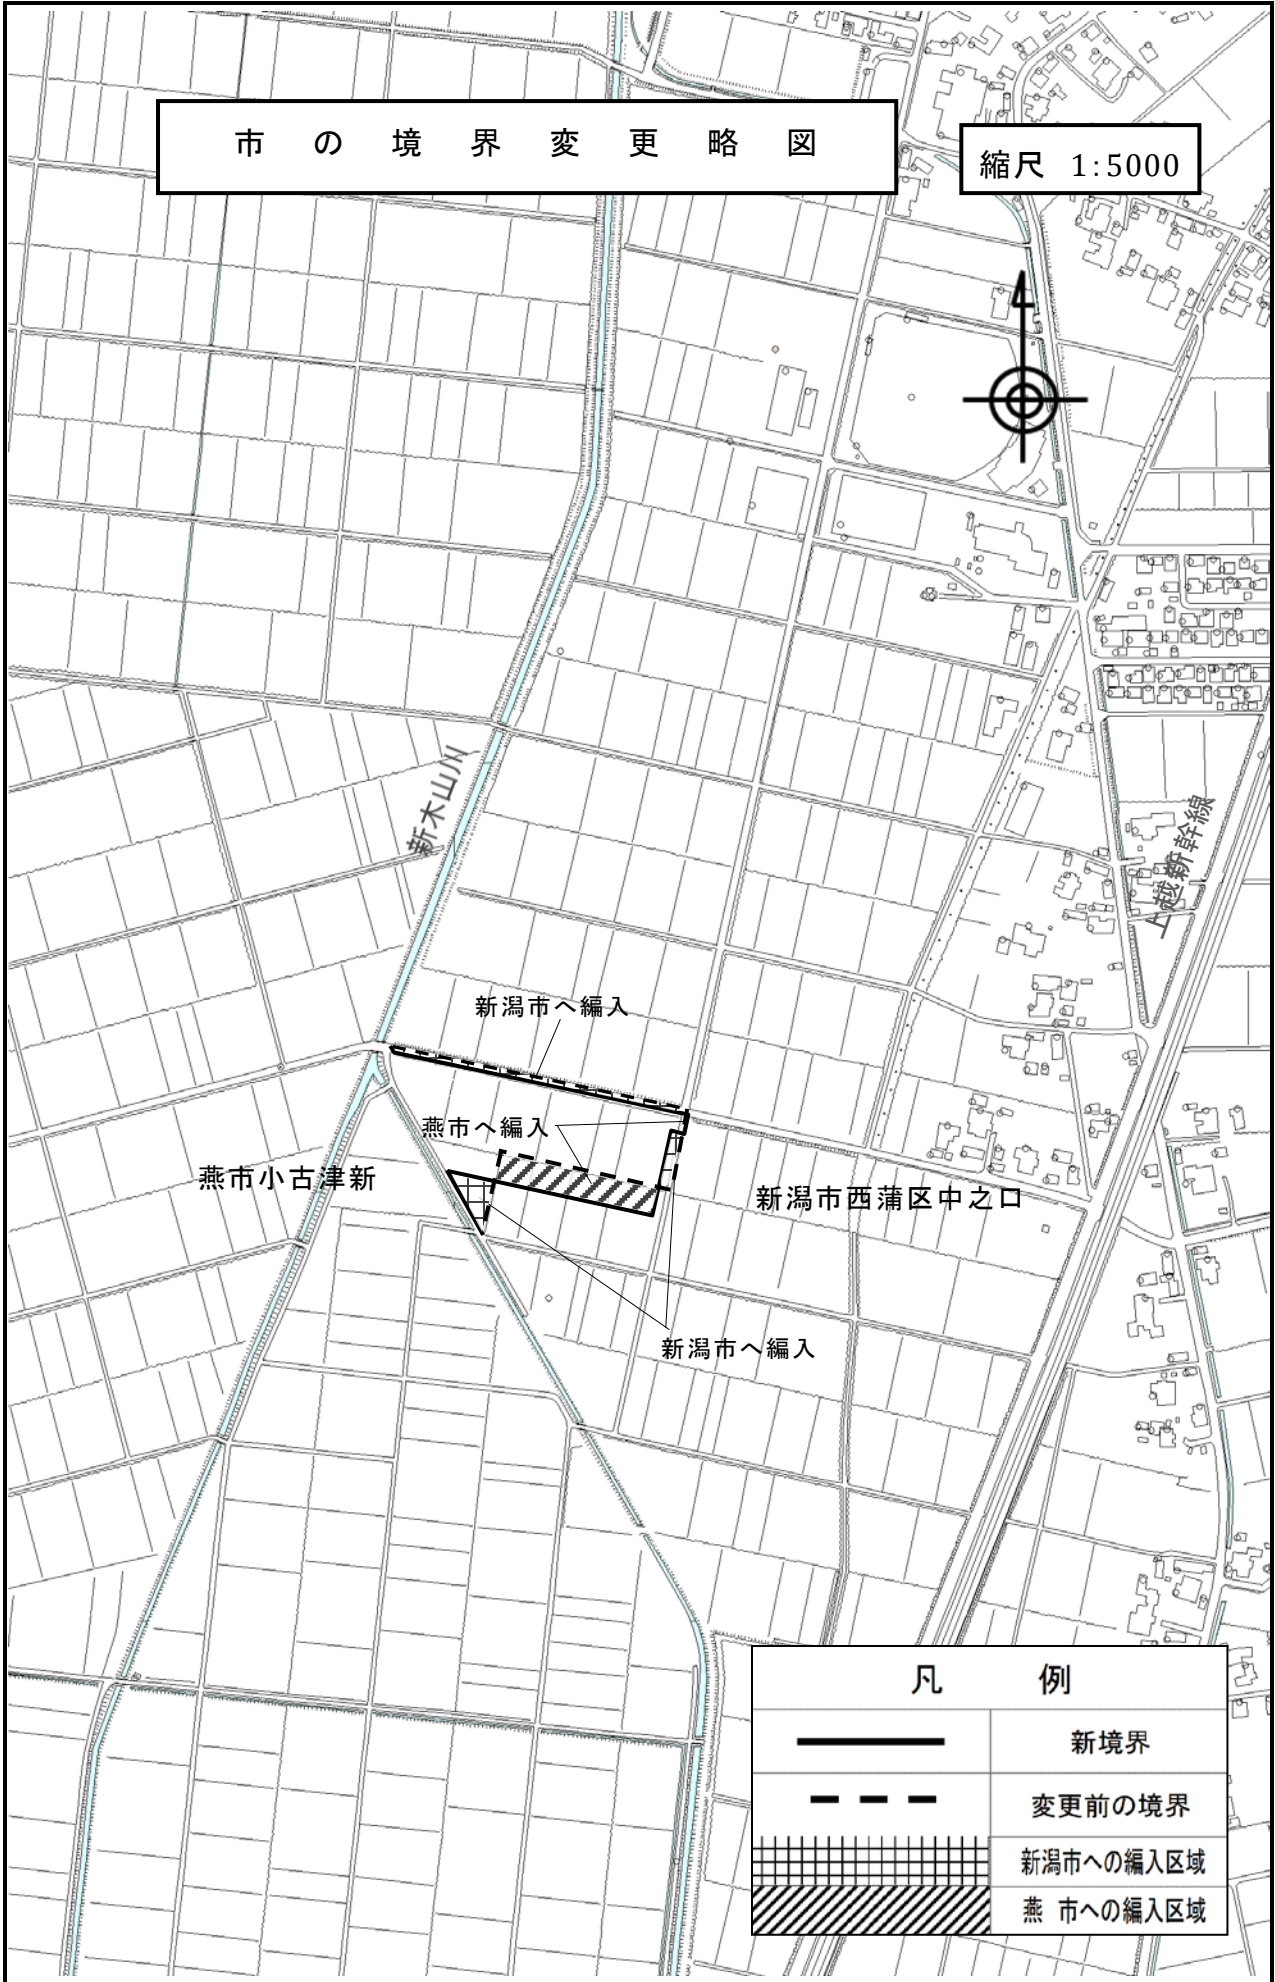 市の境界変更略図
縮尺 1:5000
新木山川
上越新幹線
新潟市へ編入
燕市へ編入
燕市小古津新
新潟市西蒲区中之口
新潟市へ編入
凡例
新境界
変更前の境界
新潟市への編入区域
燕 市への編入区域